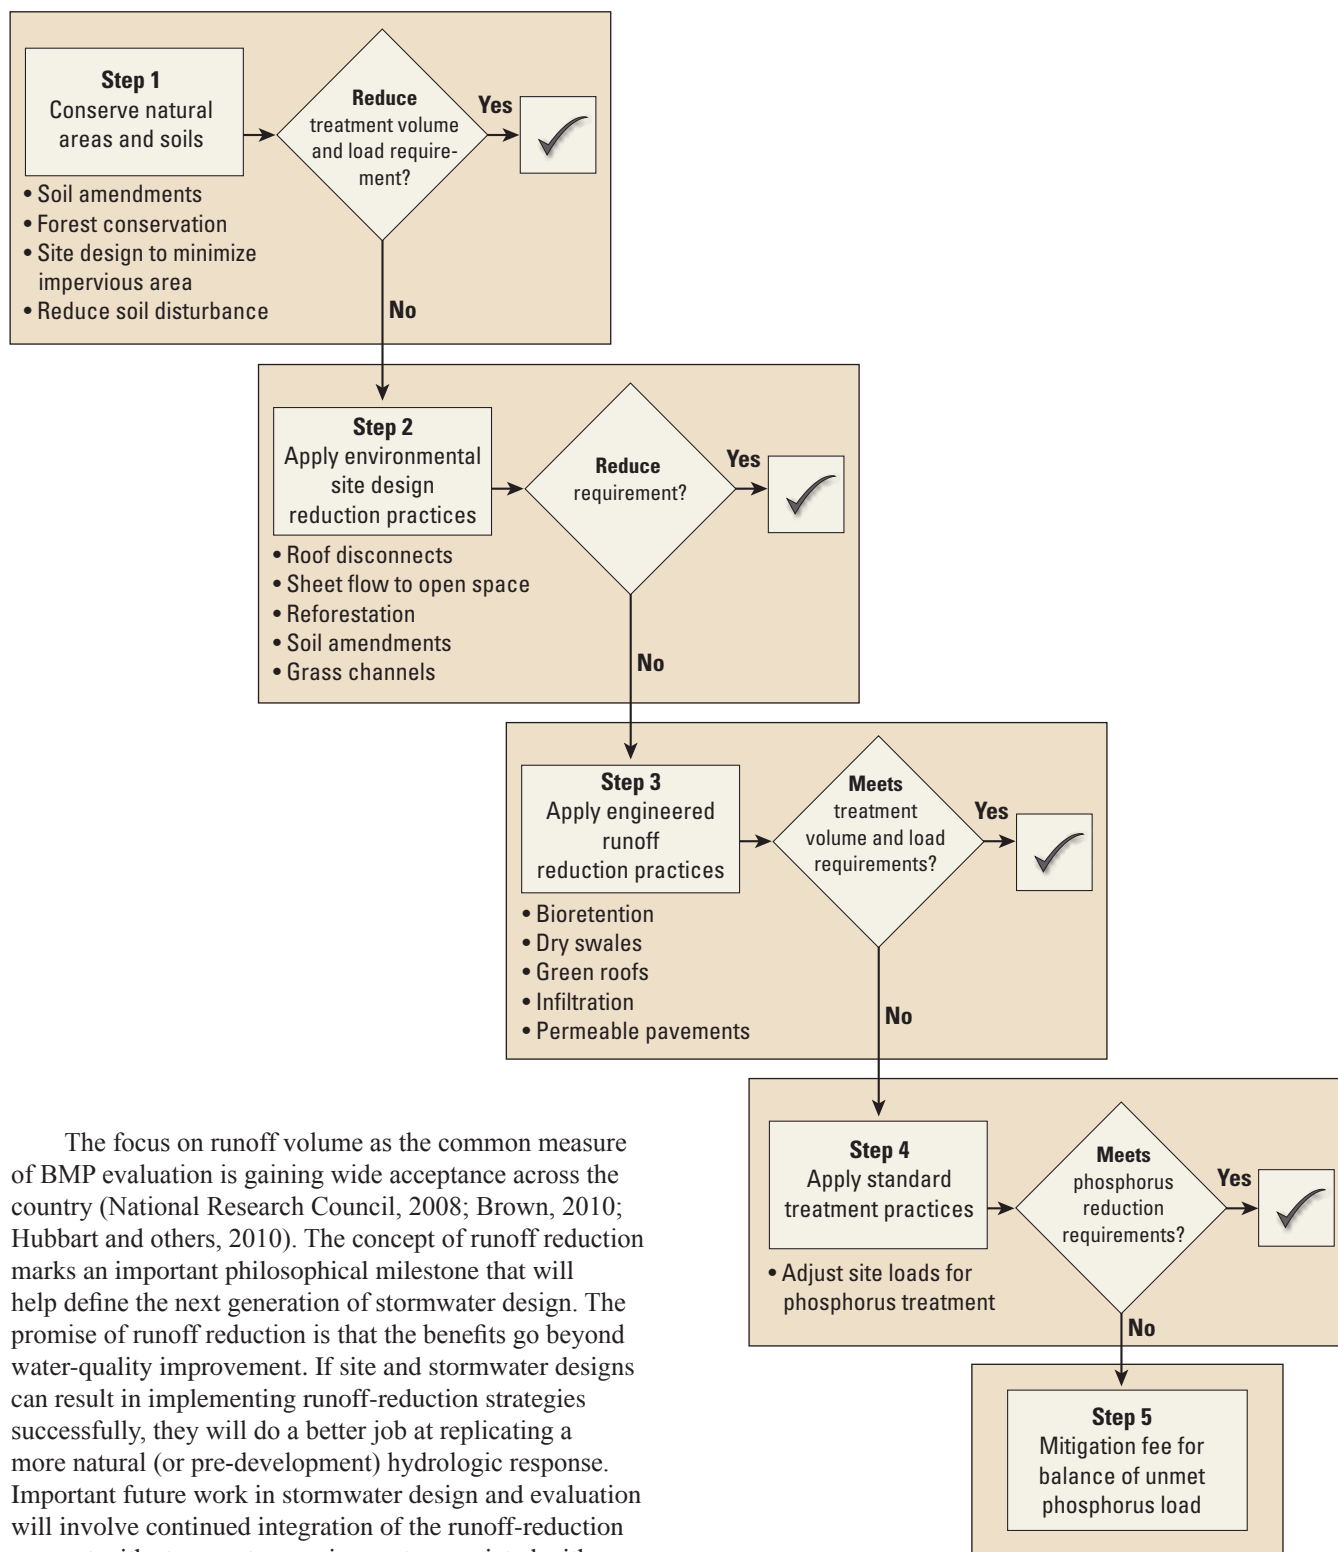 Step 1
Conserve natural
areas and soils
• Soil amendments
• Forest conservation
• Site design to minimize
impervious area
• Reduce soil disturbance
Reduce
treatment volume
and load require-
ment?
Yes
No
Step 2
Apply environmental
site design
reduction practices
• Roof disconnects
• Sheet flow to open space
• Reforestation
• Soil amendments
• Grass channels
Reduce
requirement?
Yes
No
Step 3
Apply engineered
runoff
reduction practices
• Bioretention
• Dry swales
• Green roofs
• Infiltration
• Permeable pavements
Meets
treatment
volume and load
requirements?
Yes
No
Step 4
Apply standard
treatment practices
• Adjust site loads for
phosphorus treatment
Meets
phosphorus
reduction
requirements?
Yes
No
Step 5
Mitigation fee for
balance of unmet
phosphorus load
The focus on runoff volume as the common measure
of BMP evaluation is gaining wide acceptance across the
country (National Research Council, 2008; Brown, 2010;
Hubbart and others, 2010). The concept of runoff reduction
marks an important philosophical milestone that will
help define the next generation of stormwater design. The
promise of runoff reduction is that the benefits go beyond
water-quality improvement. If site and stormwater designs
can result in implementing runoff-reduction strategies
successfully, they will do a better job at replicating a
more natural (or pre-development) hydrologic response.
Important future work in stormwater design and evaluation
will involve continued integration of the runoff-reduction